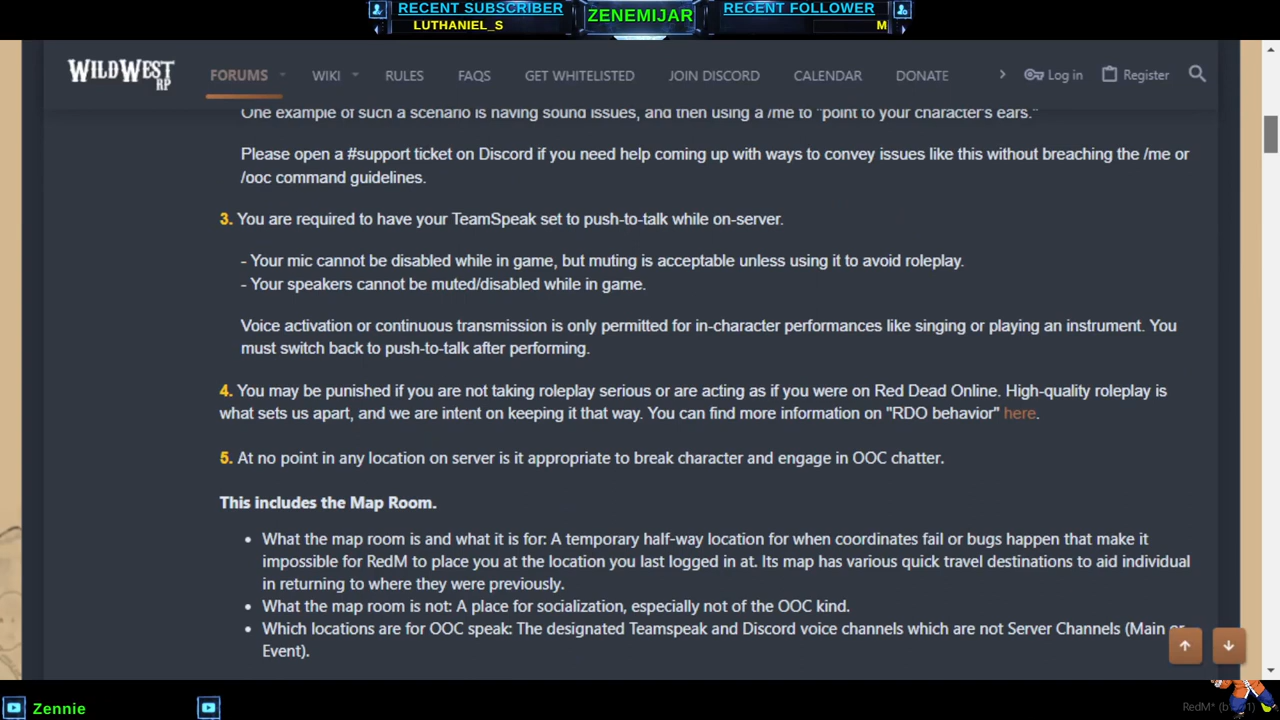 RECENT SUBSCRIBER
LUTHANIEL_S
ZENEMIJAR
RECENT FOLLOWER
M
WILD WEST RP
FORUMS WIKI RULES FAQS GET WHITELISTED JOIN DISCORD CALENDAR DONATE Log in Register
One example of such a scenario is having sound issues, and then using a /me to "point to your character's ears."
Please open a #support ticket on Discord if you need help coming up with ways to convey issues like this without breaching the /me or
/ooc command guidelines.
3. You are required to have your TeamSpeak set to push-to-talk while on-server.
- Your mic cannot be disabled while in game, but muting is acceptable unless using it to avoid roleplay.
- Your speakers cannot be muted/disabled while in game.
Voice activation or continuous transmission is only permitted for in-character performances like singing or playing an instrument. You
must switch back to push-to-talk after performing.
4. You may be punished if you are not taking roleplay serious or are acting as if you were on Red Dead Online. High-quality roleplay is
what sets us apart, and we are intent on keeping it that way. You can find more information on "RDO behavior" here.
5. At no point in any location on server is it appropriate to break character and engage in OOC chatter.
This includes the Map Room.
• What the map room is and what it is for: A temporary half-way location for when coordinates fail or bugs happen that make it
impossible for RedM to place you at the location you last logged in at. Its map has various quick travel destinations to aid individual
in returning to where they were previously.
• What the map room is not: A place for socialization, especially not of the OOC kind.
• Which locations are for OOC speak: The designated Teamspeak and Discord voice channels which are not Server Channels (Main or
Event).
Zennie
RedM*